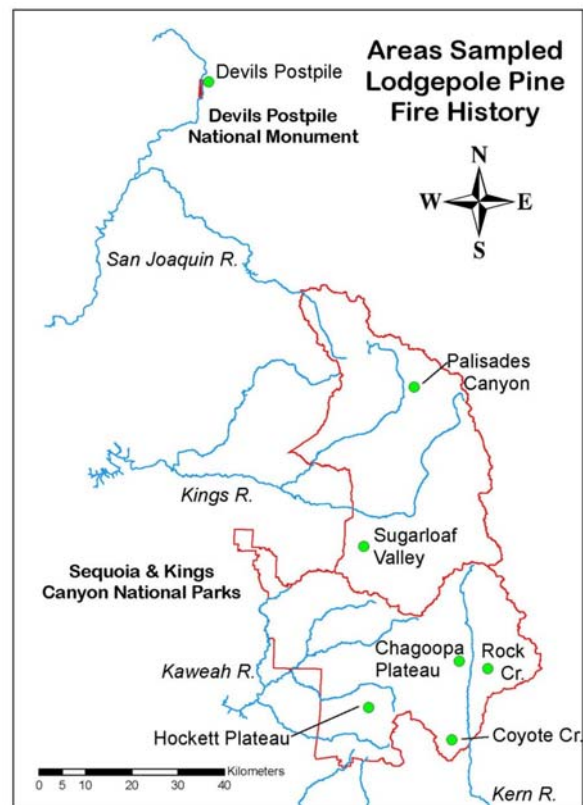 Areas Sampled
Lodgepole Pine
Fire History
Devils Postpile
Devils Postpile
National Monument
N
W E
S
San Joaquin R.
Palisades
Canyon
Kings R.
Sugarloaf
Valley
Sequoia & Kings
Canyon National Parks
Chagoopa
Plateau
Rock
Cr.
Kaweah R.
Hockett Plateau
Coyote Cr.
Kilometers
0 5 10 20 30 40
Kern R.